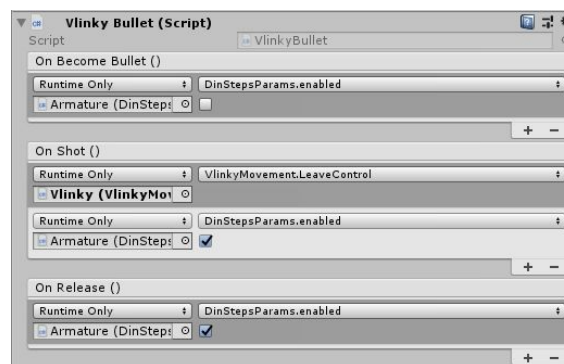 Vlinky Bullet (Script)
Script VlinkyBullet
On Become Bullet ()
Runtime Only DinStepsParams.enabled
Armature (DinSteps
+ −
On Shot ()
Runtime Only VlinkyMovement.LeaveControl
Vlinky (VlinkyMov
Runtime Only DinStepsParams.enabled
Armature (DinSteps
+ −
On Release ()
Runtime Only DinStepsParams.enabled
Armature (DinSteps
+ −